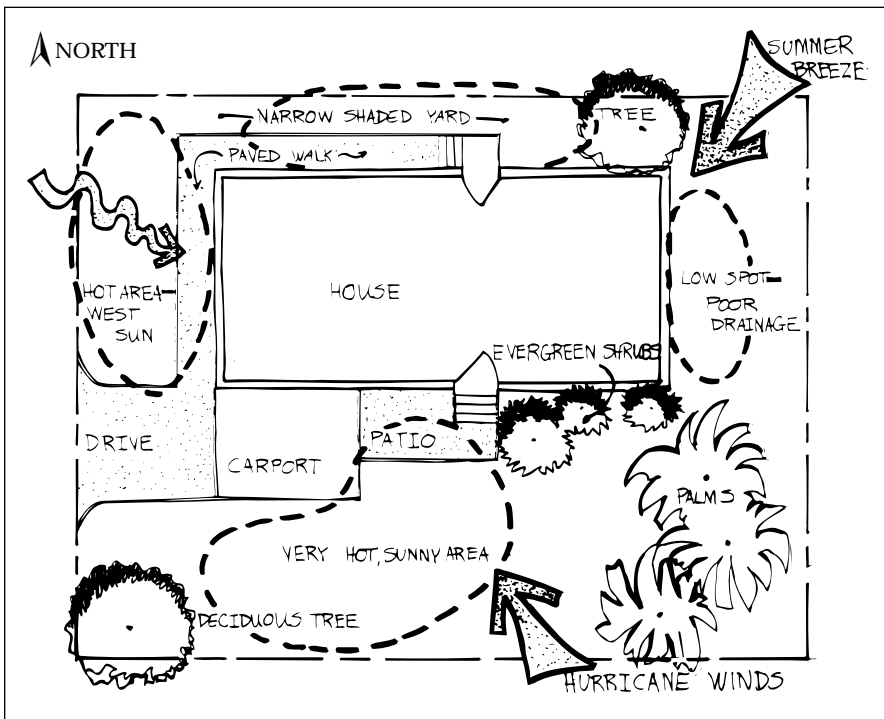 NORTH
SUMMER
BREEZE
NARROW SHADED YARD
TREE
PAVED WALK
HOT AREA-
WEST
SUN
HOUSE
LOW SPOT-
POOR
DRAINAGE
EVERGREEN SHRUBS
DRIVE
PATIO
CARPORT
PALMS
VERY HOT, SUNNY AREA
DECIDUOUS TREE
HURRICANE WINDS